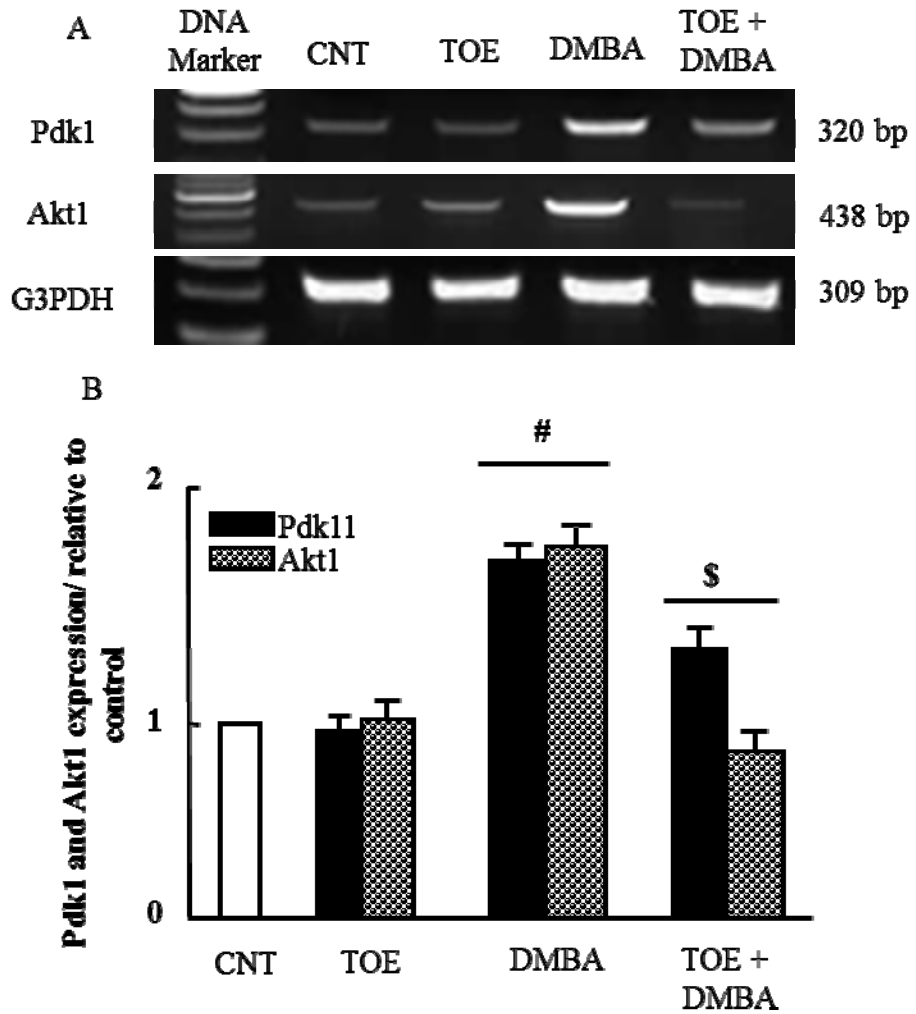 A
DNA Marker
CNT
TOE
DMBA
TOE + DMBA
Pdk1
320 bp
Akt1
438 bp
G3PDH
309 bp
B
Pdk1 and Akt1 expression/ relative to control
2
1
0
#
$
Pdk11
Akt1
CNT
TOE
DMBA
TOE + DMBA